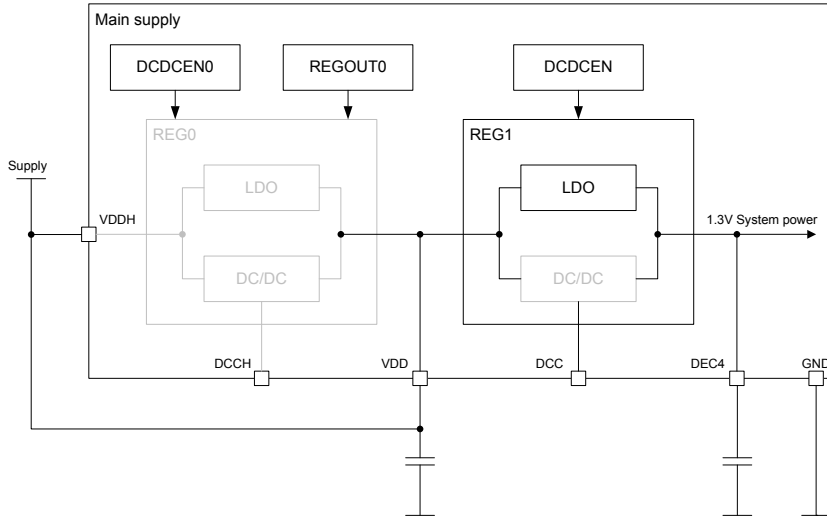 Main supply
DCDCEN0
REGOUT0
DCDCEN
REG0
REG1
Supply
LDO
LDO
VDDH
1.3V System power
DC/DC
DC/DC
DCCH
VDD
DCC
DEC4
GND